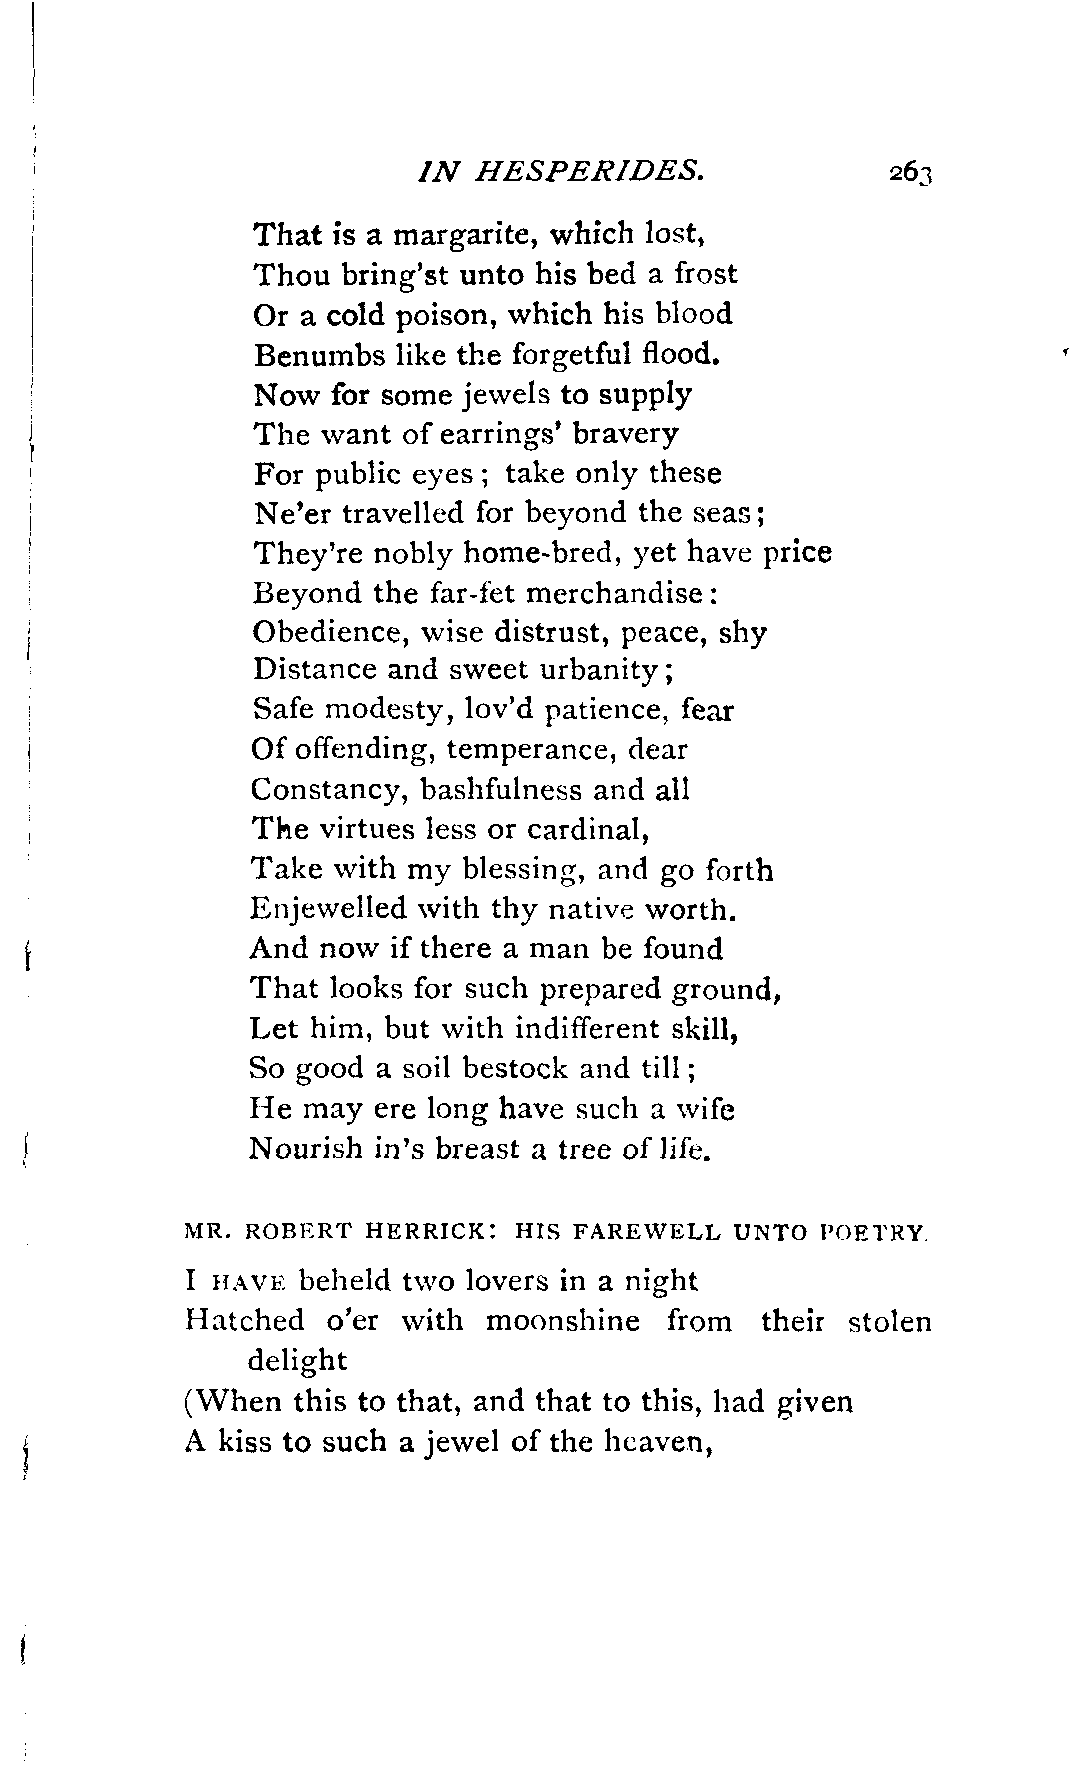 IN HESPERIDES. 263
That is a margarite, which lost,
Thou bring'st unto his bed a frost
Or a cold poison, which his blood
Benumbs like the forgetful flood.
Now for some jewels to supply
The want of earrings' bravery
For public eyes; take only these
Ne'er travelled for beyond the seas;
They're nobly home-bred, yet have price
Beyond the far-fet merchandise:
Obedience, wise distrust, peace, shy
Distance and sweet urbanity;
Safe modesty, lov'd patience, fear
Of offending, temperance, dear
Constancy, bashfulness and all
The virtues less or cardinal,
Take with my blessing, and go forth
Enjewelled with thy native worth.
And now if there a man be found
That looks for such prepared ground,
Let him, but with indifferent skill,
So good a soil bestock and till;
He may ere long have such a wife
Nourish in's breast a tree of life.
MR. ROBERT HERRICK: HIS FAREWELL UNTO POETRY.
I HAVE beheld two lovers in a night
Hatched o'er with moonshine from their stolen
delight
(When this to that, and that to this, had given
A kiss to such a jewel of the heaven,